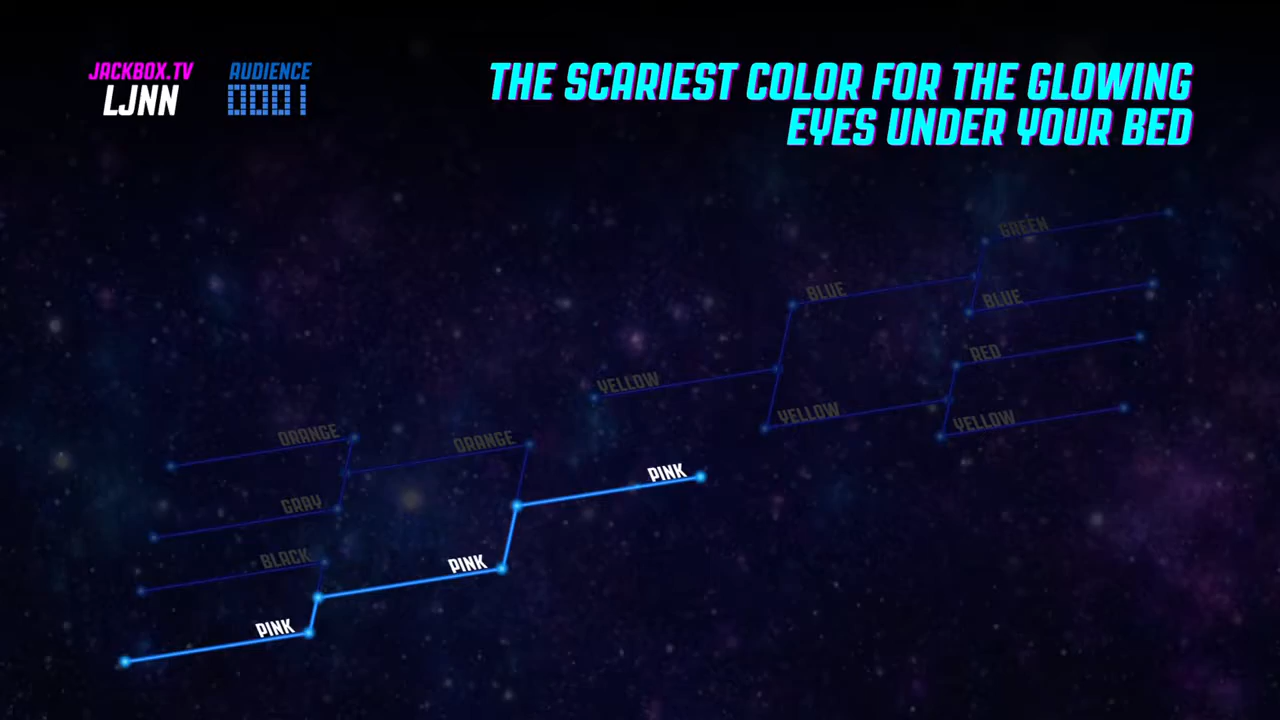 JACKBOX.TV
LJNN
AUDIENCE
0001
THE SCARIEST COLOR FOR THE GLOWING
EYES UNDER YOUR BED
GREEN
BLUE
BLUE
RED
YELLOW
YELLOW
YELLOW
ORANGE
ORANGE
PINK
GRAY
BLACK
PINK
PINK